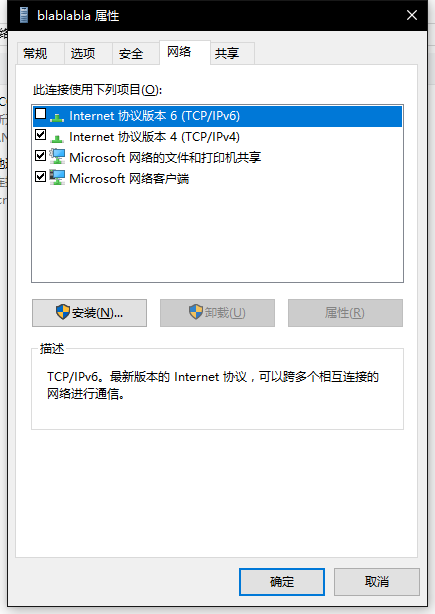 blablabla 属性
常规 选项 安全 网络 共享
此连接使用下列项目(O):
Internet 协议版本 6 (TCP/IPv6)
Internet 协议版本 4 (TCP/IPv4)
Microsoft 网络的文件和打印机共享
Microsoft 网络客户端
安装(N)... 卸载(U) 属性(R)
描述
TCP/IPv6。最新版本的 Internet 协议，可以跨多个相互连接的
网络进行通信。
确定 取消